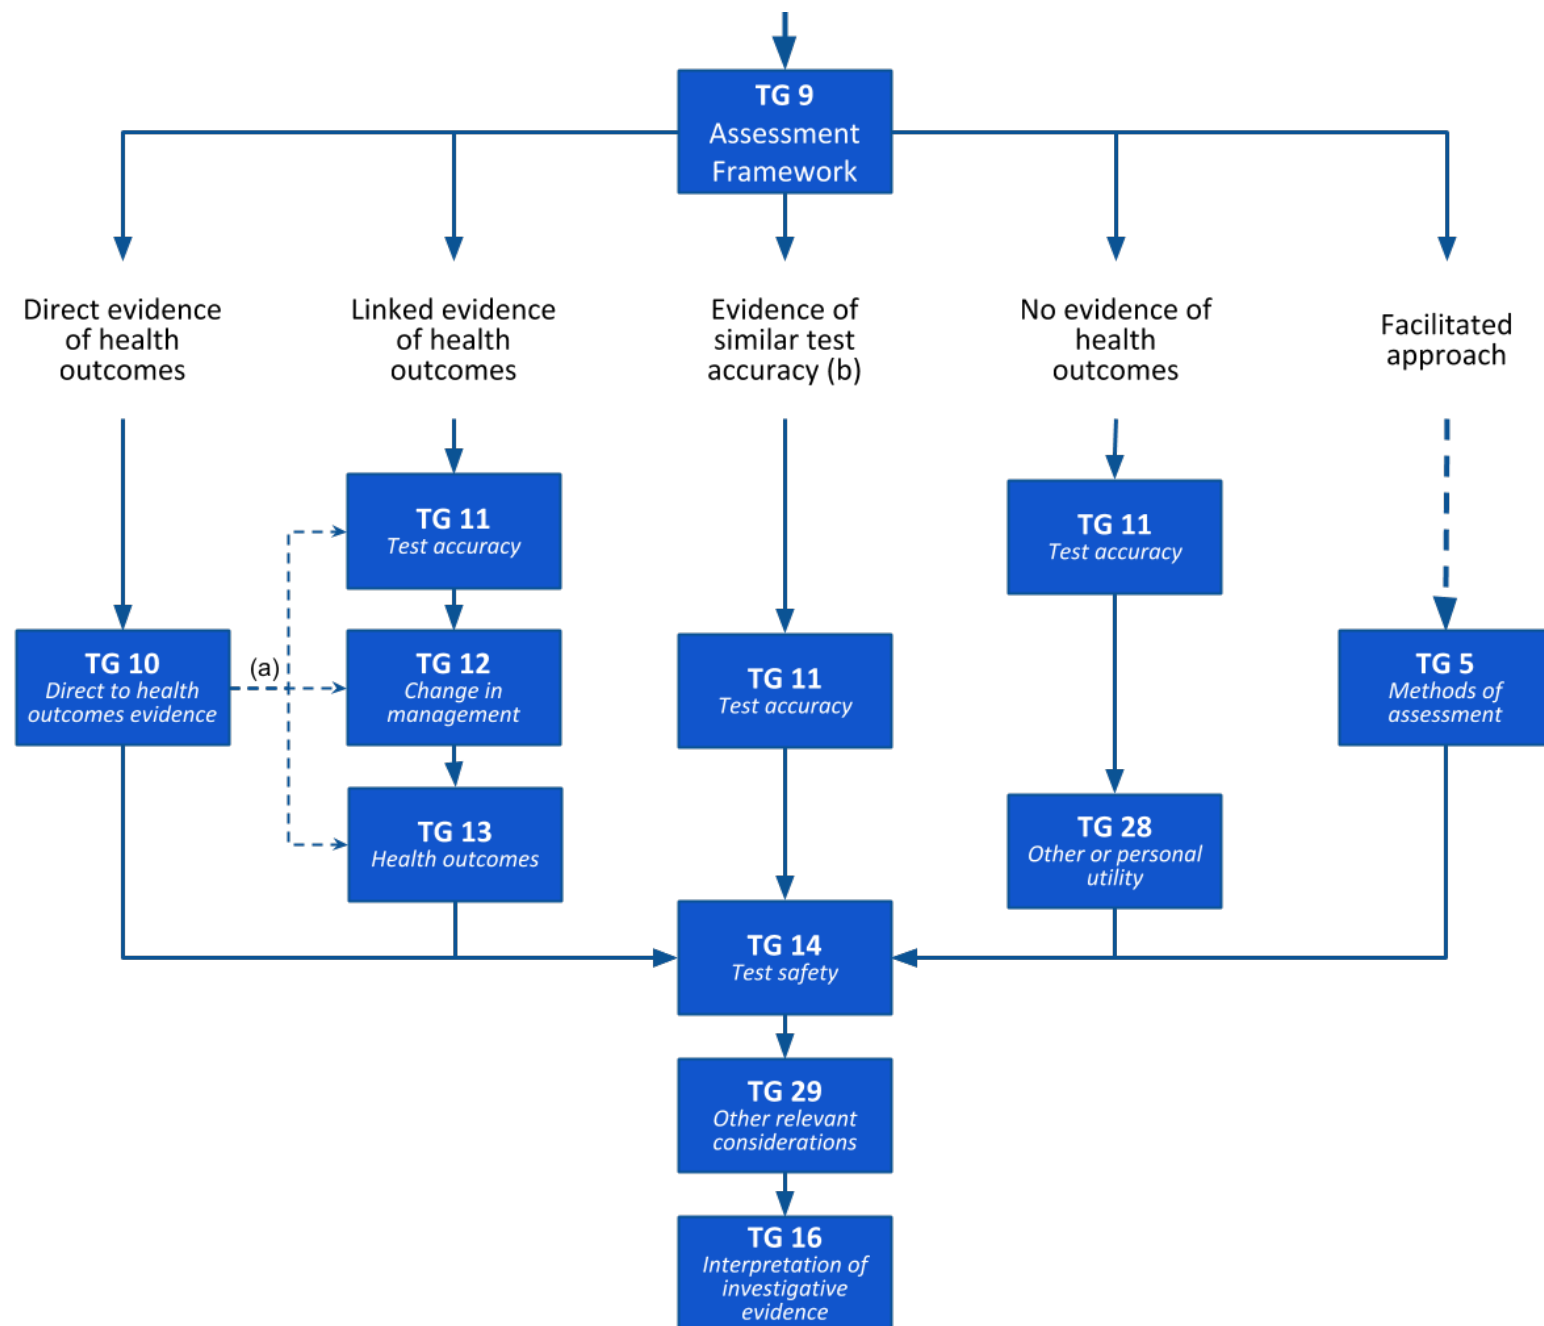 TG 9
Assessment
Framework
Direct evidence
of health
outcomes
Linked evidence
of health
outcomes
Evidence of
similar test
accuracy (b)
No evidence of
health
outcomes
Facilitated
approach
TG 10
Direct to health
outcomes evidence
(a)
TG 11
Test accuracy
TG 12
Change in
management
TG 13
Health outcomes
TG 11
Test accuracy
TG 11
Test accuracy
TG 28
Other or personal
utility
TG 5
Methods of
assessment
TG 14
Test safety
TG 29
Other relevant
considerations
TG 16
Interpretation of
investigative
evidence